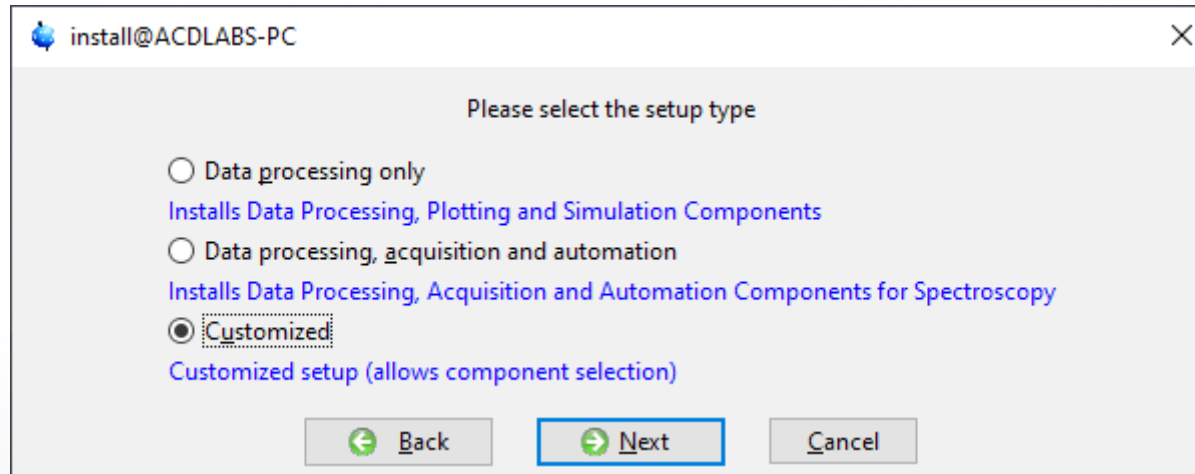 install@ACDLABS-PC
Please select the setup type
Data processing only
Installs Data Processing, Plotting and Simulation Components
Data processing, acquisition and automation
Installs Data Processing, Acquisition and Automation Components for Spectroscopy
Customized
Customized setup (allows component selection)
Back Next Cancel